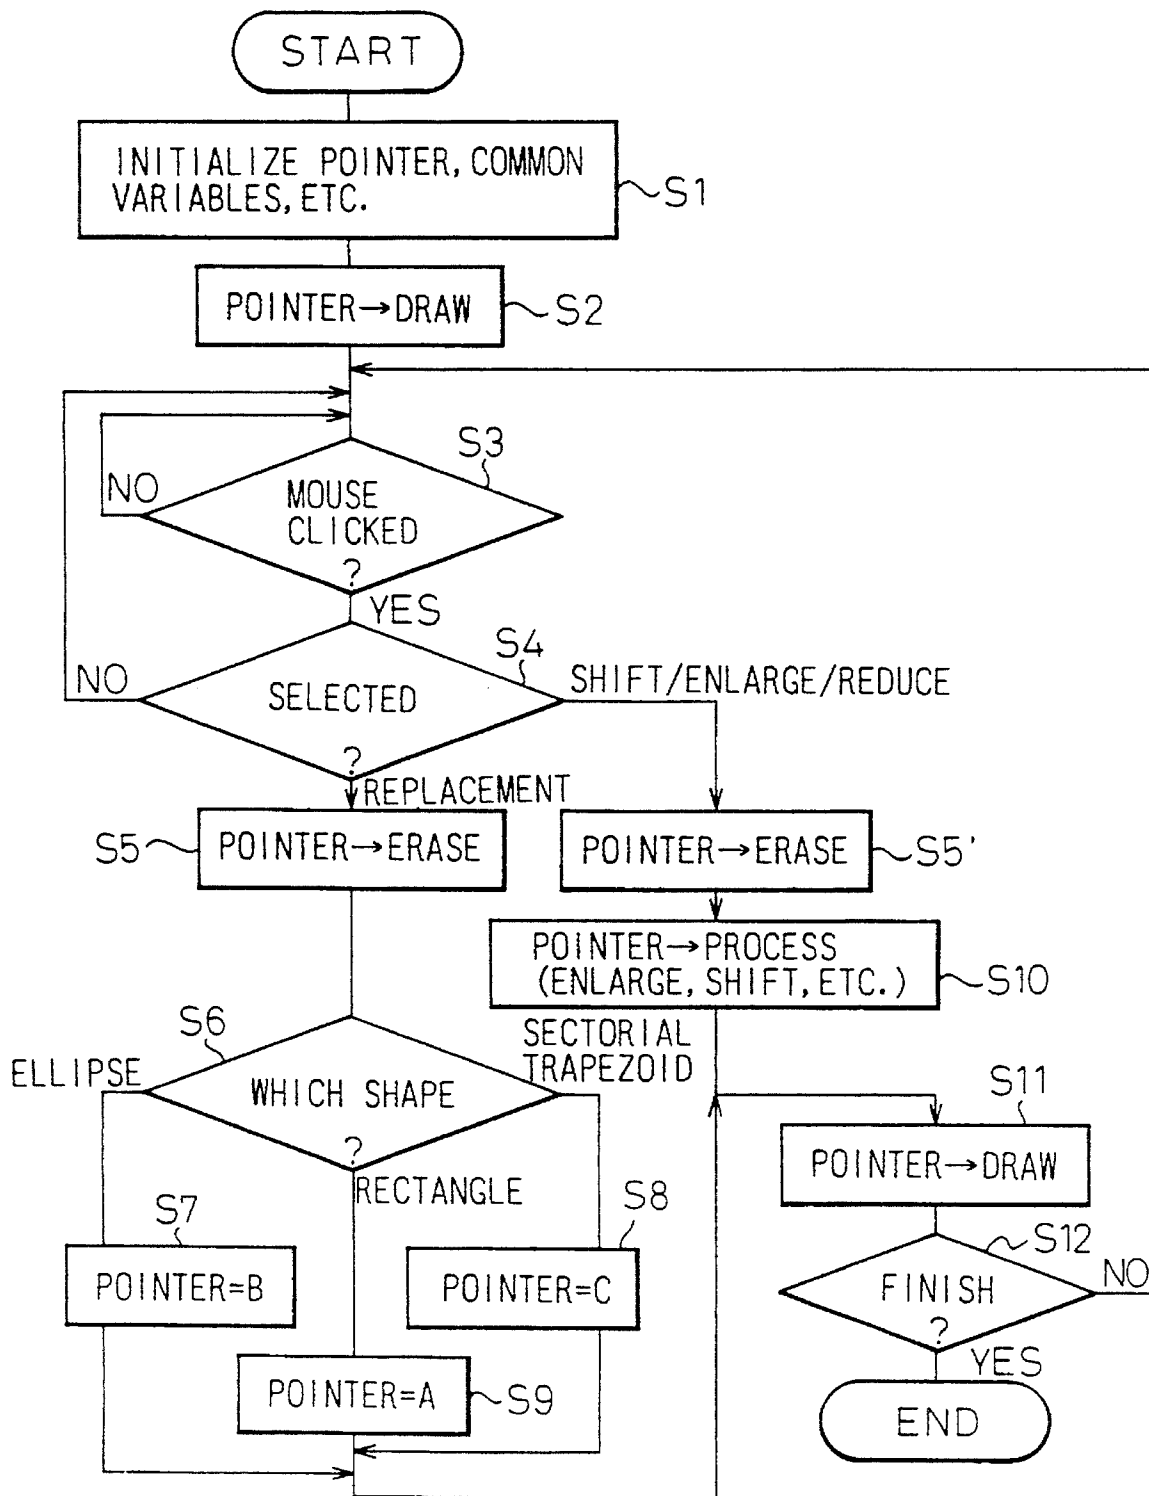 START
INITIALIZE POINTER, COMMON
VARIABLES, ETC.
S1
POINTER→DRAW
S2
S3
NO
MOUSE
CLICKED
?
YES
S4
NO
SELECTED
?
SHIFT/ENLARGE/REDUCE
REPLACEMENT
S5
POINTER→ERASE
POINTER→ERASE
S5'
POINTER→PROCESS
(ENLARGE, SHIFT, ETC.)
S10
S6
ELLIPSE
WHICH SHAPE
?
SECTORIAL
TRAPEZOID
RECTANGLE
S11
POINTER→DRAW
S7
POINTER=B
S8
POINTER=C
S12
FINISH
?
NO
YES
POINTER=A
S9
END